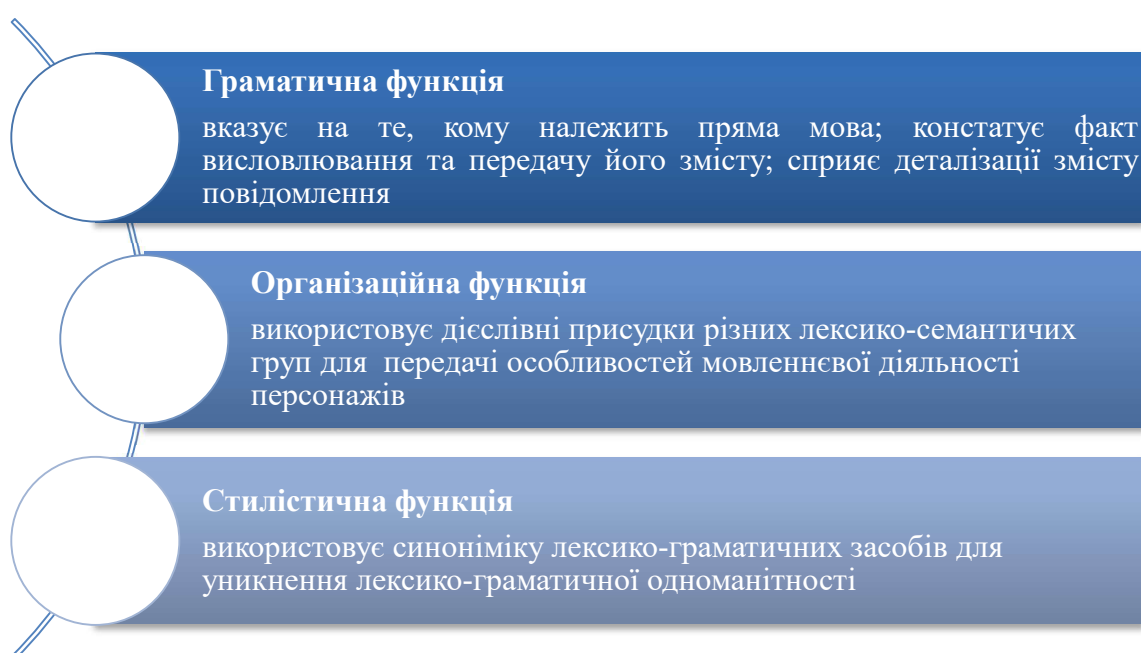 Граматична функція
вказує на те, кому належить пряма мова; констатує факт
висловлювання та передачу його змісту; сприяє деталізації змісту
повідомлення
Організаційна функція
використовує дієслівні присудки різних лексико-семантичих
груп для передачі особливостей мовленнєвої діяльності
персонажів
Стилістична функція
використовує синоніміку лексико-граматичних засобів для
уникнення лексико-граматичної одноманітності